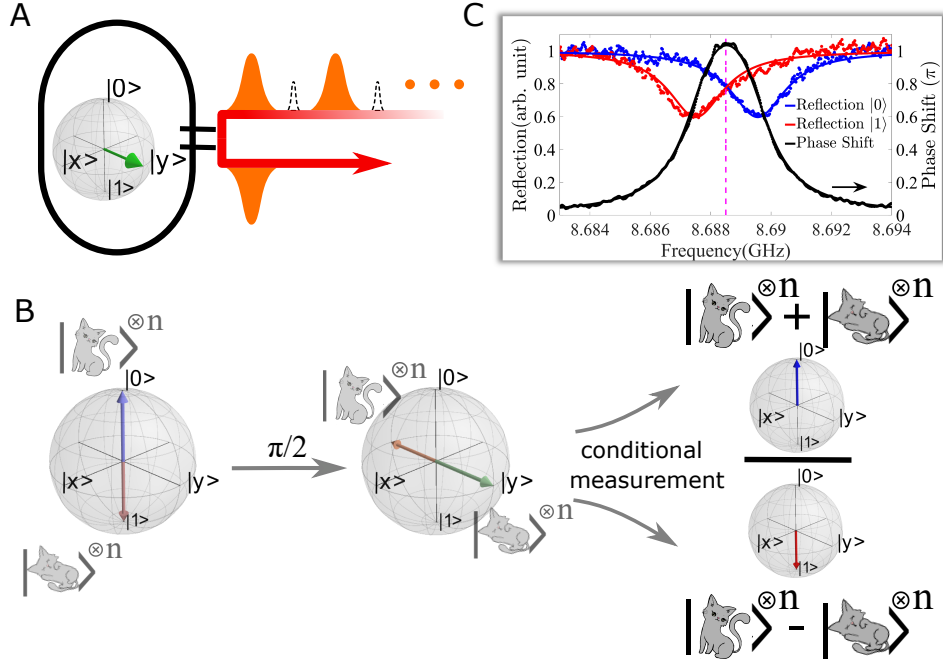 A
|0>
|x>
|y>
|1>
C
Reflection(arb. unit)
1
0.8
0.6
0.4
0.2
0
1
0.8
0.6
0.4
0.2
0
Phase Shift (π)
Reflection |0⟩
Reflection |1⟩
Phase Shift
8.684 8.686 8.688 8.69 8.692 8.694
Frequency(GHz)
B
| >⊗n
|0>
|x>
|y>
|1>
| >⊗n
π/2
| >⊗n
|0>
|x>
|y>
|1>
| >⊗n
conditional
measurement
| >⊗n + | >⊗n
|0>
|x>
|y>
|1>
|0>
|x>
|y>
|1>
| >⊗n - | >⊗n